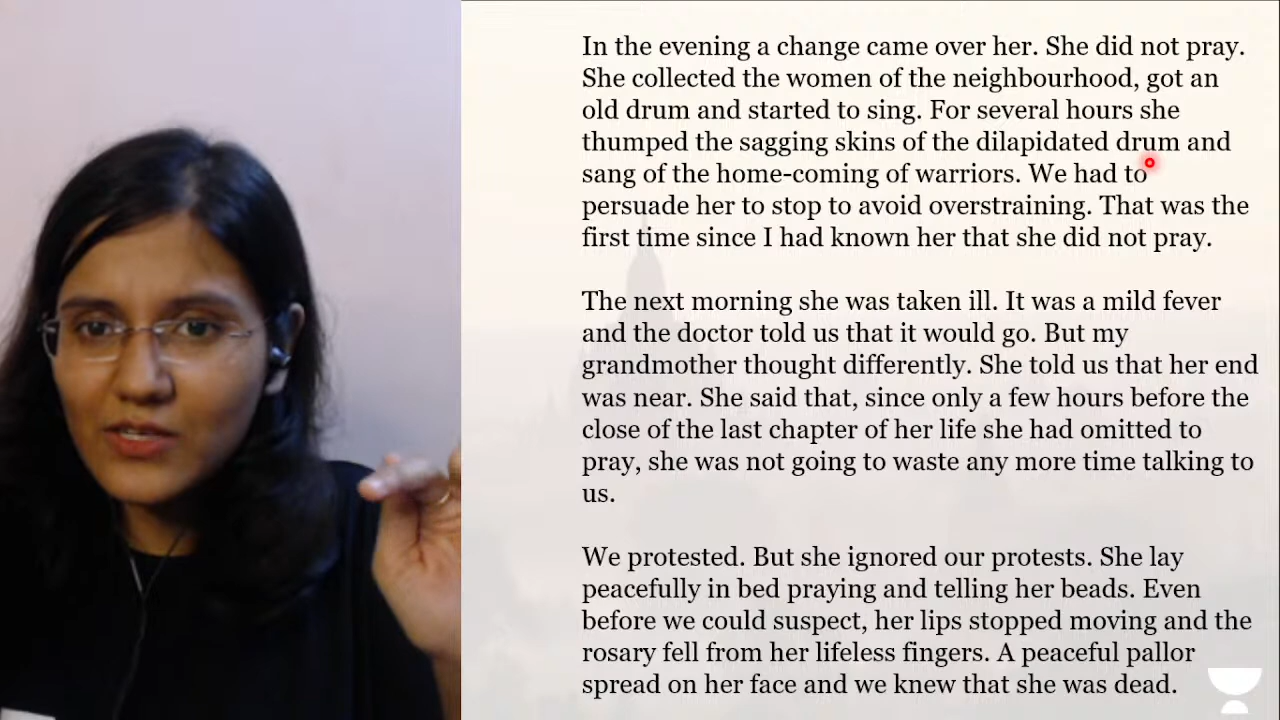 In the evening a change came over her. She did not pray.
She collected the women of the neighbourhood, got an
old drum and started to sing. For several hours she
thumped the sagging skins of the dilapidated drum and
sang of the home-coming of warriors. We had to
persuade her to stop to avoid overstraining. That was the
first time since I had known her that she did not pray.
The next morning she was taken ill. It was a mild fever
and the doctor told us that it would go. But my
grandmother thought differently. She told us that her end
was near. She said that, since only a few hours before the
close of the last chapter of her life she had omitted to
pray, she was not going to waste any more time talking to
us.
We protested. But she ignored our protests. She lay
peacefully in bed praying and telling her beads. Even
before we could suspect, her lips stopped moving and the
rosary fell from her lifeless fingers. A peaceful pallor
spread on her face and we knew that she was dead.